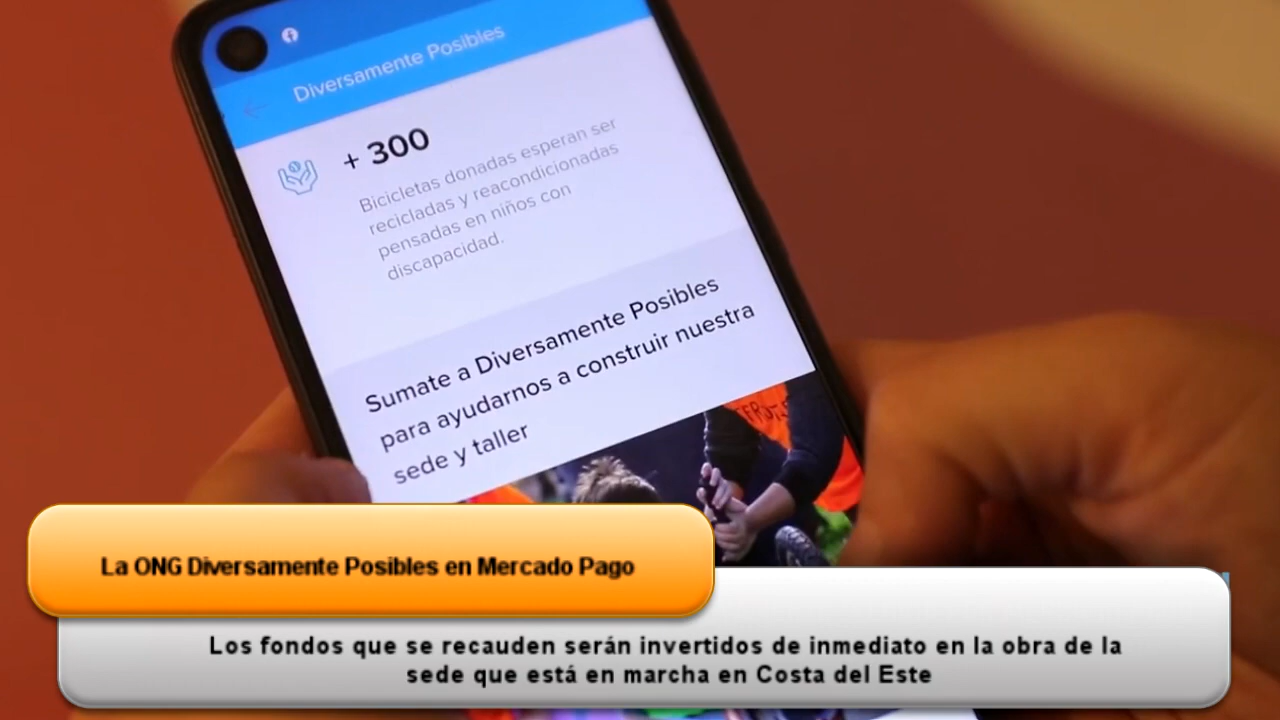 Diversamente Posibles
+ 300
Bicicletas donadas esperan ser
recicladas y reacondicionadas
pensadas en niños con
discapacidad.
Sumate a Diversamente Posibles
para ayudarnos a construir nuestra
sede y taller
La ONG Diversamente Posibles en Mercado Pago
Los fondos que se recauden serán invertidos de inmediato en la obra de la
sede que está en marcha en Costa del Este